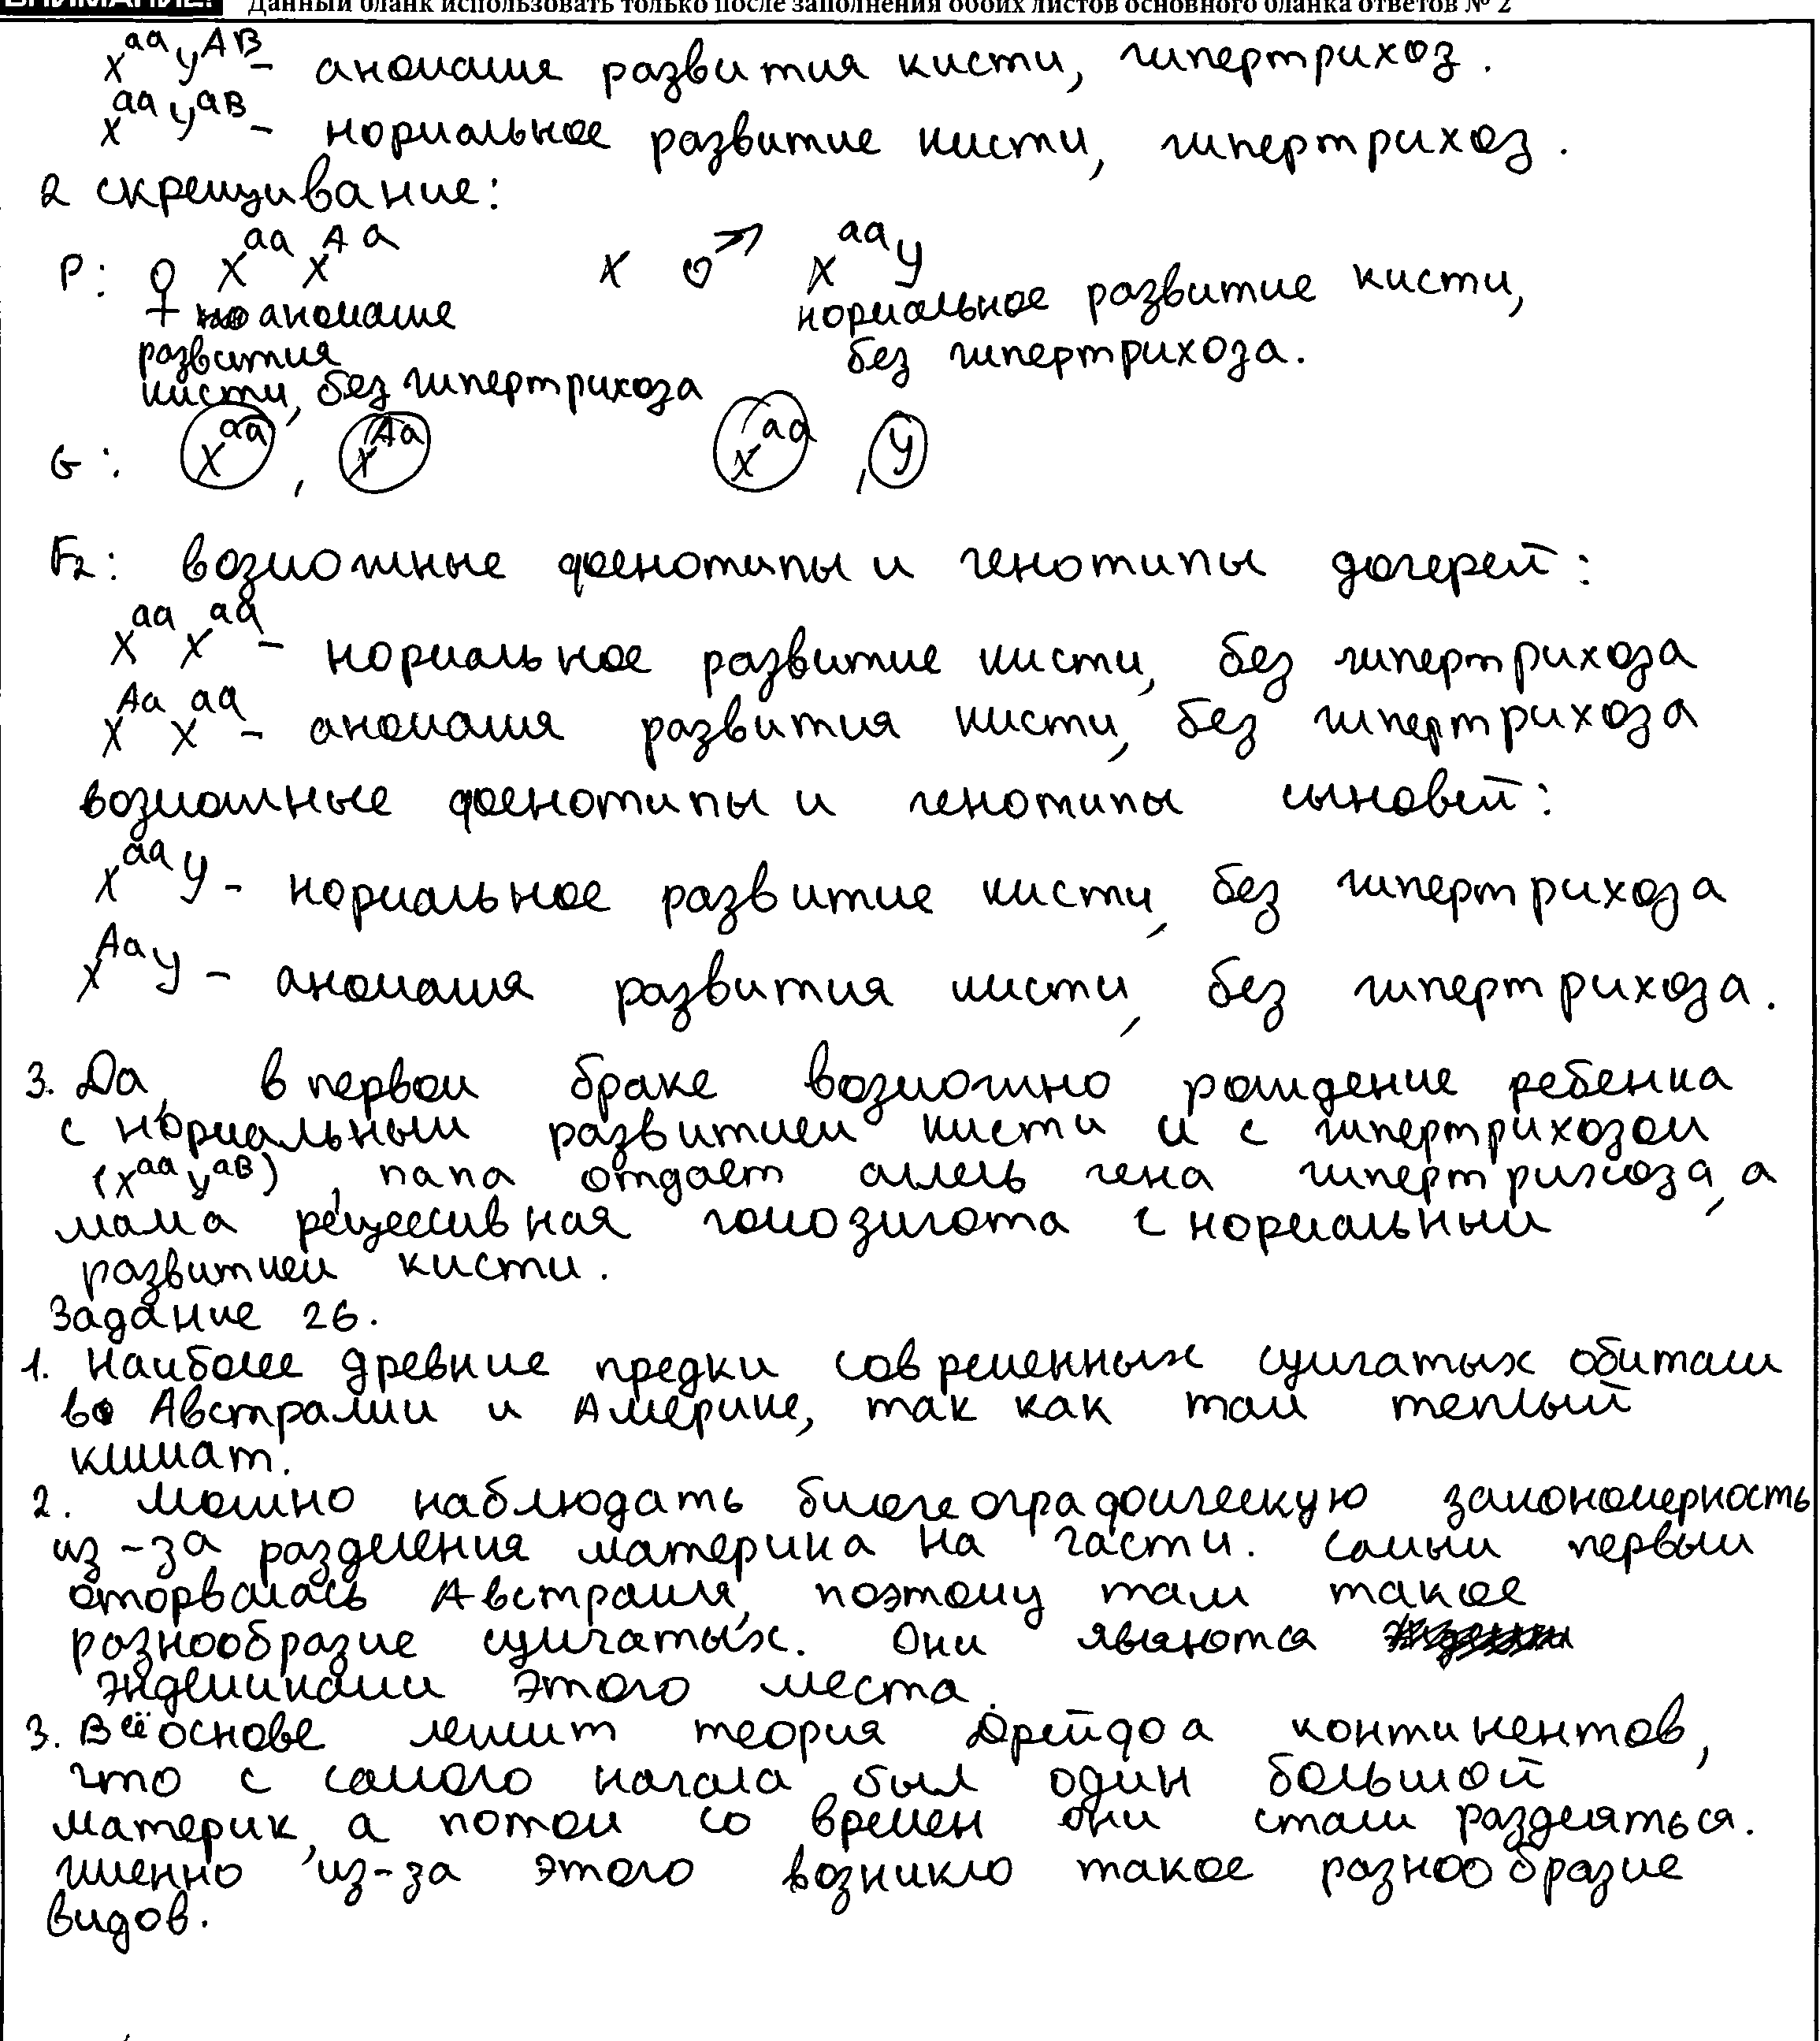 ВНИМАНИЕ! Данный бланк использовать только после заполнения обоих листов основного бланка ответов № 2
X^aa Y^AB - аномалия развития кисти, гипертрихоз.
X^aa Y^aB - нормальное развитие кисти, гипертрихоз.
2 скрещивание:
P: ♀ X^aa X^Aa x ♂ X^aa Y
аномалие нормальное развитие кисти,
развития без гипертрихоза.
кисти, без гипертрихоза
G: X^aa, X^Aa X^aa, Y
F2: возможные фенотипы и генотипы дочерей:
X^aa X^aa - нормальное развитие кисти, без гипертрихоза
X^Aa X^aa - аномалия развития кисти, без гипертрихоза
возможные фенотипы и генотипы сыновей:
X^aa Y - нормальное развитие кисти, без гипертрихоза
X^Aa Y - аномалия развития кисти, без гипертрихоза.
3. Да, в первом браке возможно рождение ребенка
с нормальным развитием кисти и с гипертрихозом
(X^aa Y^aB), папа отдает аллель гена гипертрихоза, а
мама рецессивная гомозигота с нормальным
развитием кисти.
Задание 26.
1. Наиболее древние предки современных сумчатых обитали
в Австралии и Америке, так как там теплый
климат.
2. Можно наблюдать биогеографическую закономерность
из-за разделения материка на части. Самым первым
оторвалась Австралия, поэтому там такое
разнообразие сумчатых. Они являются
эндемиками этого места.
3. В её основе лежит теория Дрейфа континентов,
что с самого начала был один большой
материк, а потом со времен они стали разделяться.
именно из-за этого возникло такое разнообразие
видов.